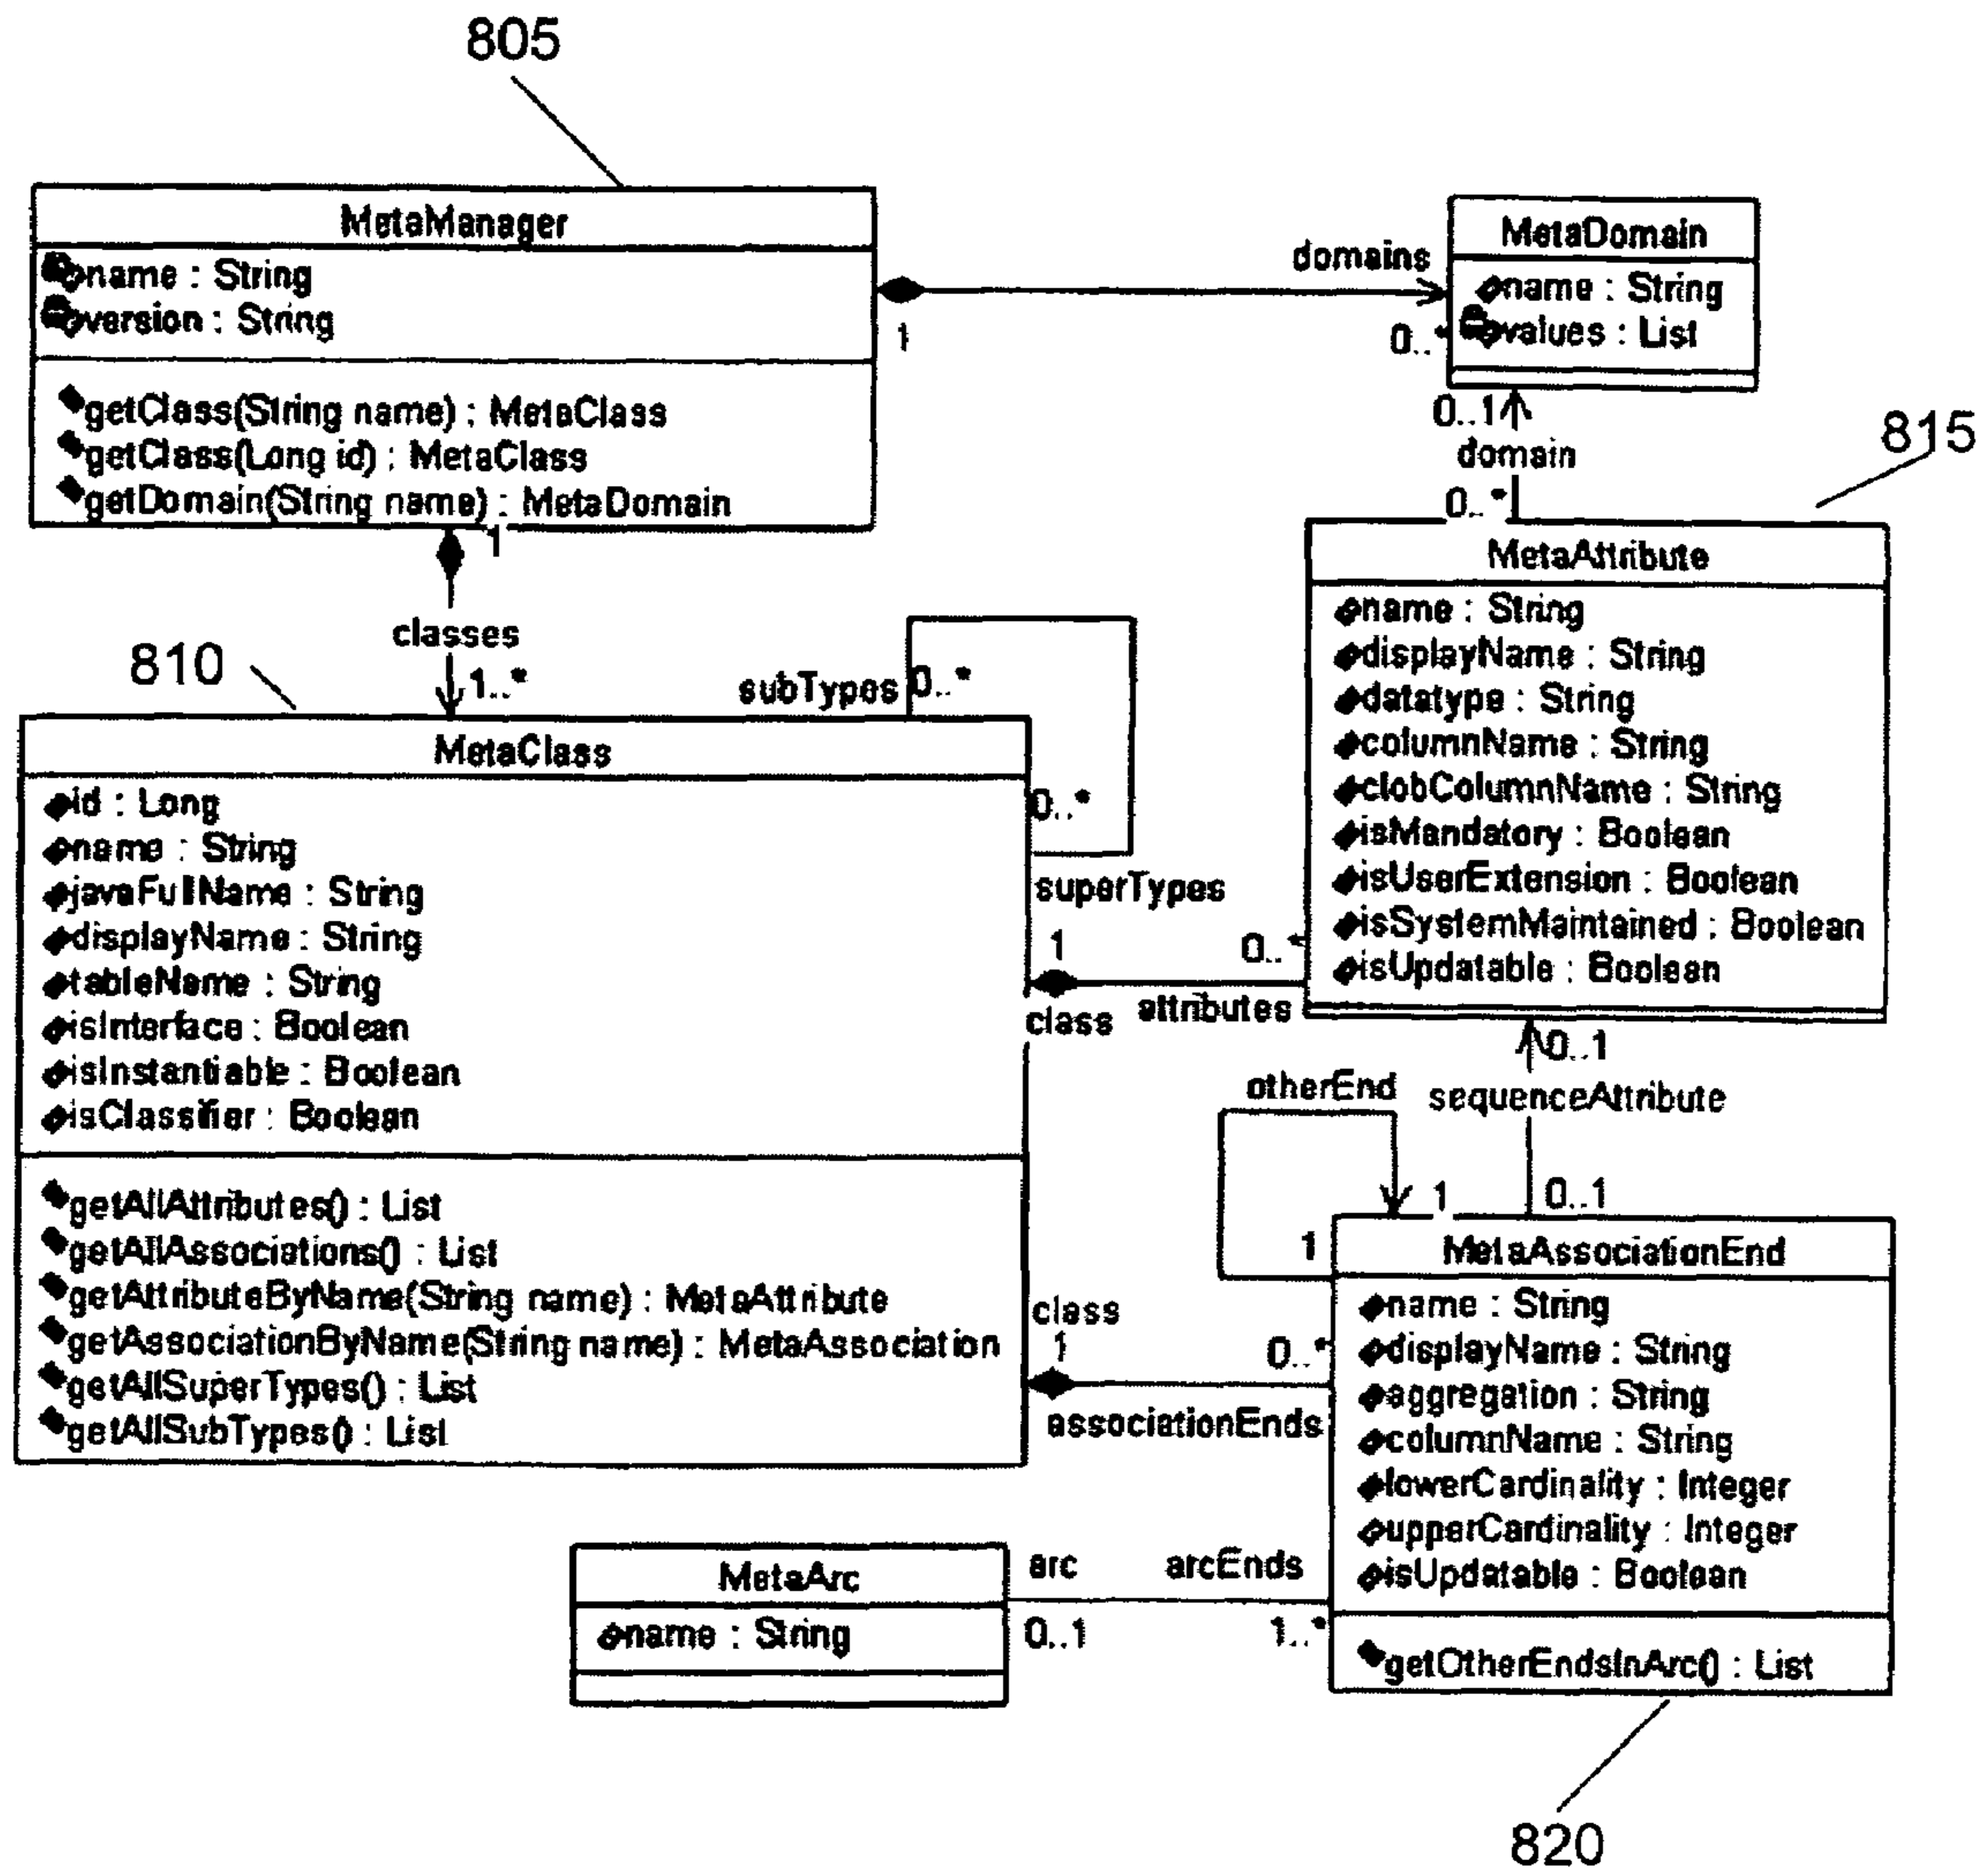 805
MetaManager
name : String
version : String
getClass(String name) : MetaClass
getClass(Long id) : MetaClass
getDomain(String name) : MetaDomain
domains
1
0..*
MetaDomain
name : String
values : List
0..1
domain
0..*
815
1
classes
1..*
810
subTypes
0..*
0..*
superTypes
MetaClass
id : Long
name : String
javaFullName : String
displayName : String
tableName : String
isInterface : Boolean
isInstantiable : Boolean
isClassifier : Boolean
getAllAttributes() : List
getAllAssociations() : List
getAttributeByName(String name) : MetaAttribute
getAssociationByName(String name) : MetaAssociation
getAllSuperTypes() : List
getAllSubTypes() : List
MetaAttribute
name : String
displayName : String
datatype : String
columnName : String
clobColumnName : String
isMandatory : Boolean
isUserExtension : Boolean
isSystemMaintained : Boolean
isUpdatable : Boolean
1
0..*
class
attributes
0..1
otherEnd
sequenceAttribute
1
0..1
1
MetaAssociationEnd
name : String
displayName : String
aggregation : String
columnName : String
lowerCardinality : Integer
upperCardinality : Integer
isUpdatable : Boolean
getOtherEndsInArc() : List
class
1
0..*
associationEnds
MetaArc
name : String
arc
arcEnds
0..1
1..*
820